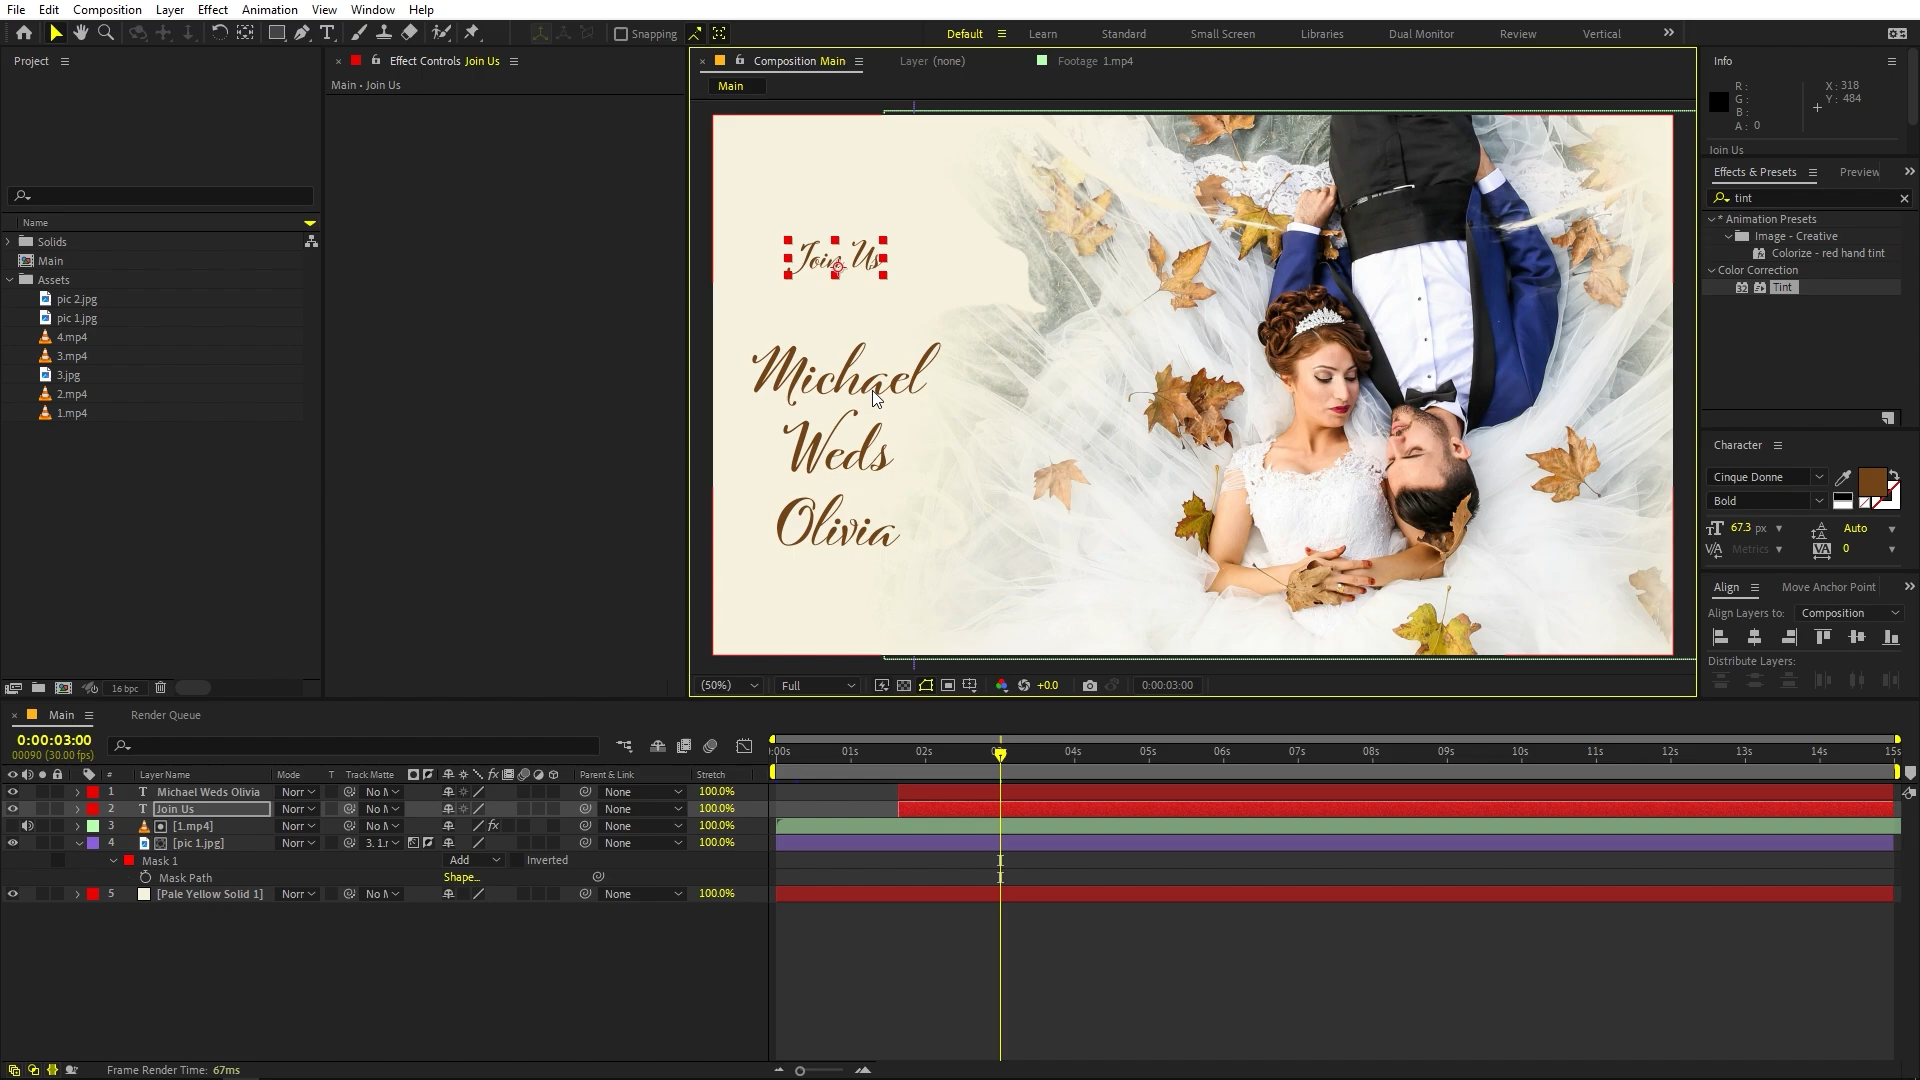 File Edit Composition Layer Effect Animation View Window Help
Snapping Default Learn Standard Small Screen Libraries Dual Monitor Review Vertical
Project
Name
Solids
Main
Assets
pic 2.jpg
pic 1.jpg
4.mp4
3.mp4
3.jpg
2.mp4
1.mp4
16 bpc
Effect Controls Join Us
Main • Join Us
Composition Main
Layer (none)
Footage 1.mp4
Main
Join Us
Michael
Weds
Olivia
(50%) Full +0.0 0:00:03:00
Info
R :
G :
B :
A : 0
X : 318
Y : 484
Join Us
Effects & Presets Preview
tint
* Animation Presets
Image - Creative
Colorize - red hand tint
Color Correction
Tint
Character
Cinque Donne
Bold
67.3 px Auto
Metrics 0
Align Move Anchor Point
Align Layers to: Composition
Distribute Layers:
Main Render Queue
0:00:03:00
00090 (30.00 fps)
:00s 01s 02s 04s 05s 06s 07s 08s 09s 10s 11s 12s 13s 14s 15s
# Layer Name Mode T Track Matte Parent & Link Stretch
1 T Michael Weds Olivia Norr No M None 100.0%
2 T Join Us Norr No M None 100.0%
3 [1.mp4] Norr No M fx None 100.0%
4 [pic 1.jpg] Norr 3. 1.r None 100.0%
Mask 1 Add Inverted
Mask Path Shape...
5 [Pale Yellow Solid 1] Norr No M None 100.0%
Frame Render Time: 67ms